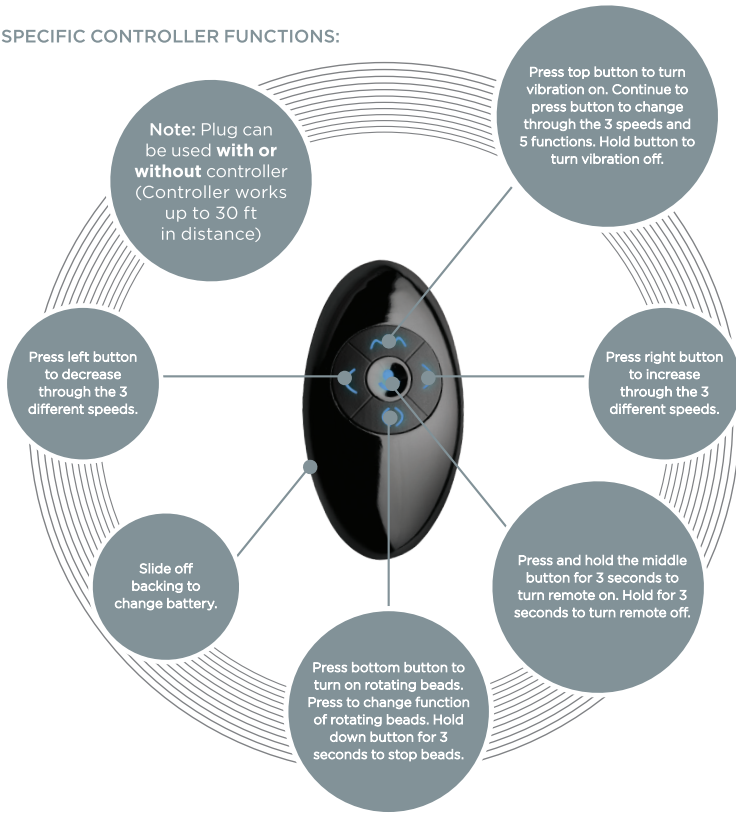 SPECIFIC CONTROLLER FUNCTIONS:
Press top button to turn
vibration on. Continue to
press button to change
through the 3 speeds and
5 functions. Hold button to
turn vibration off.
Note: Plug can
be used with or
without controller
(Controller works
up to 30 ft
in distance)
Press left button
to decrease
through the 3
different speeds.
Press right button
to increase
through the 3
different speeds.
Slide off
backing to
change battery.
Press and hold the middle
button for 3 seconds to
turn remote on. Hold for 3
seconds to turn remote off.
Press bottom button to
turn on rotating beads.
Press to change function
of rotating beads. Hold
down button for 3
seconds to stop beads.